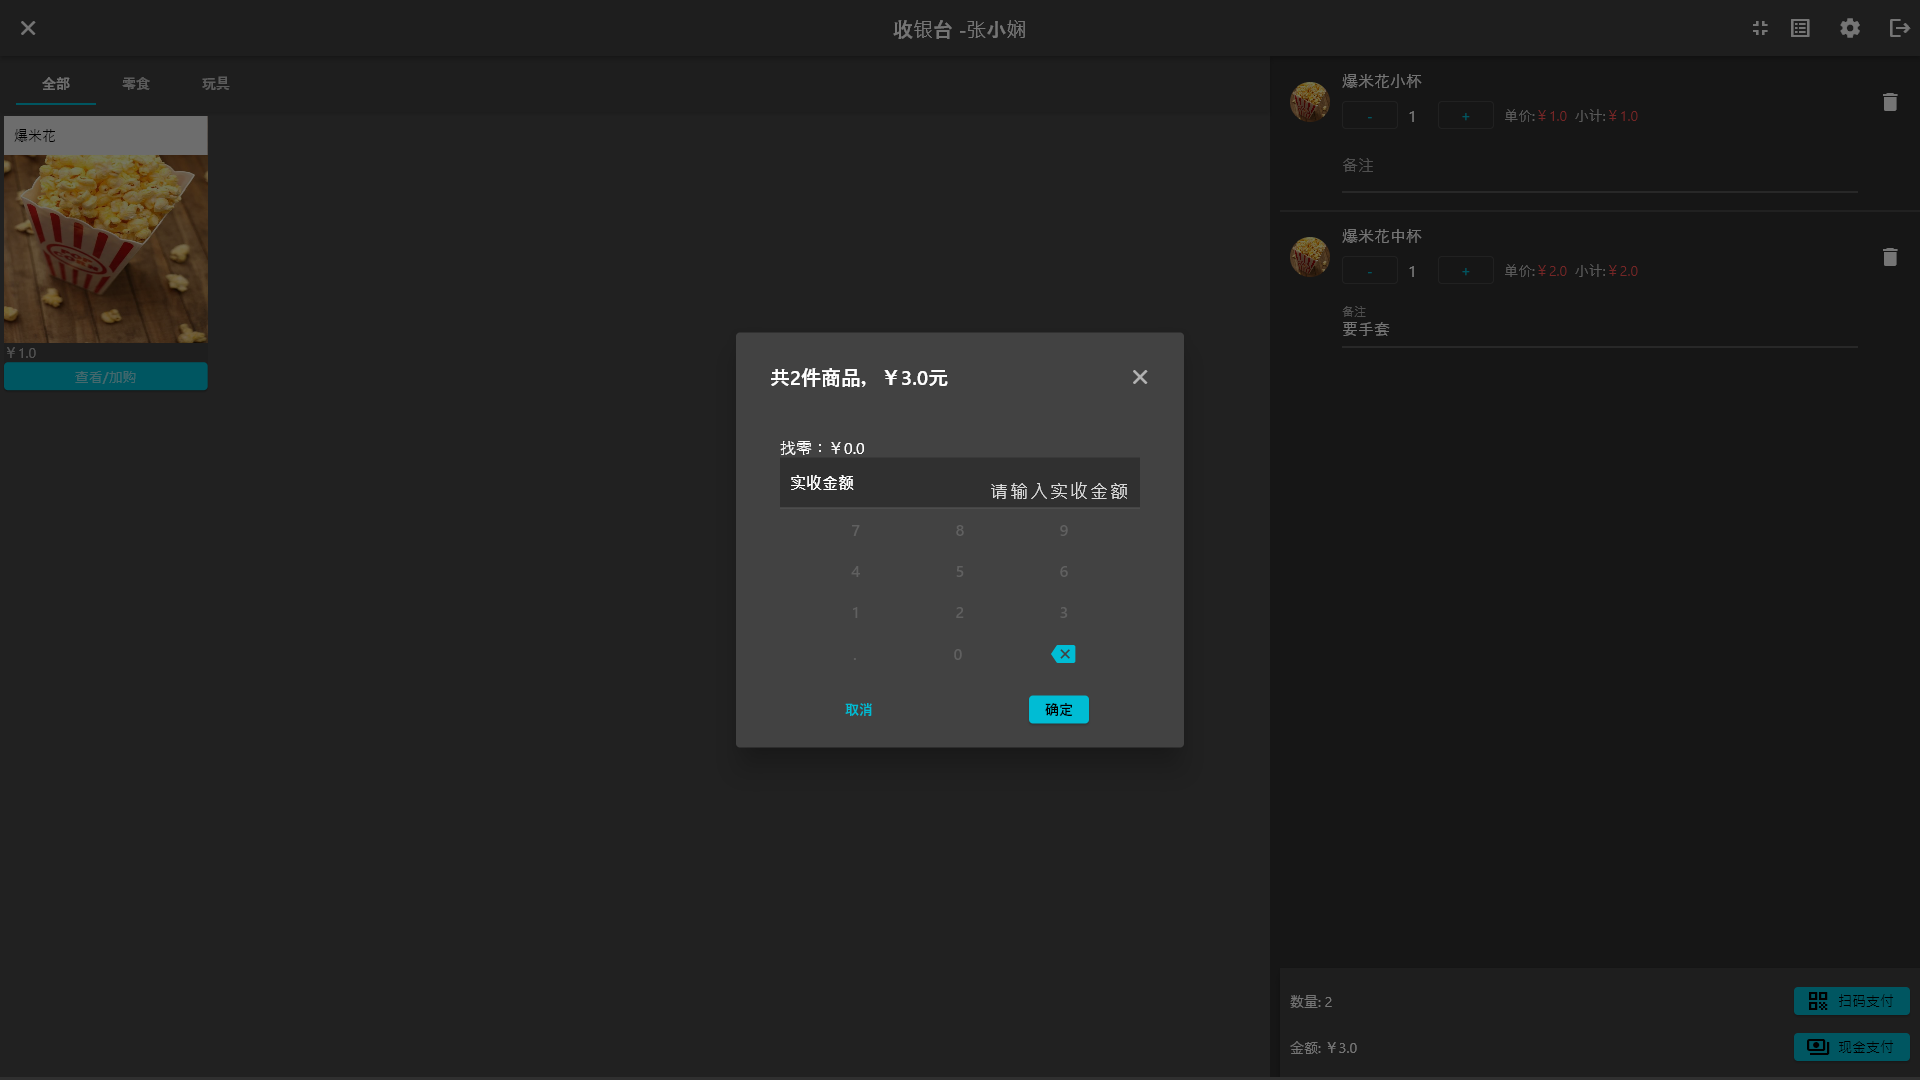 收银台 -张小娴
全部
零食
玩具
爆米花
￥1.0
查看/加购
爆米花小杯
-
1
+
单价:￥1.0 小计:￥1.0
备注
爆米花中杯
-
1
+
单价:￥2.0 小计:￥2.0
备注
要手套
共2件商品, ￥3.0元
找零：￥0.0
实收金额 请输入实收金额
7 8 9
4 5 6
1 2 3
. 0
取消 确定
数量: 2
扫码支付
金额: ￥3.0
现金支付